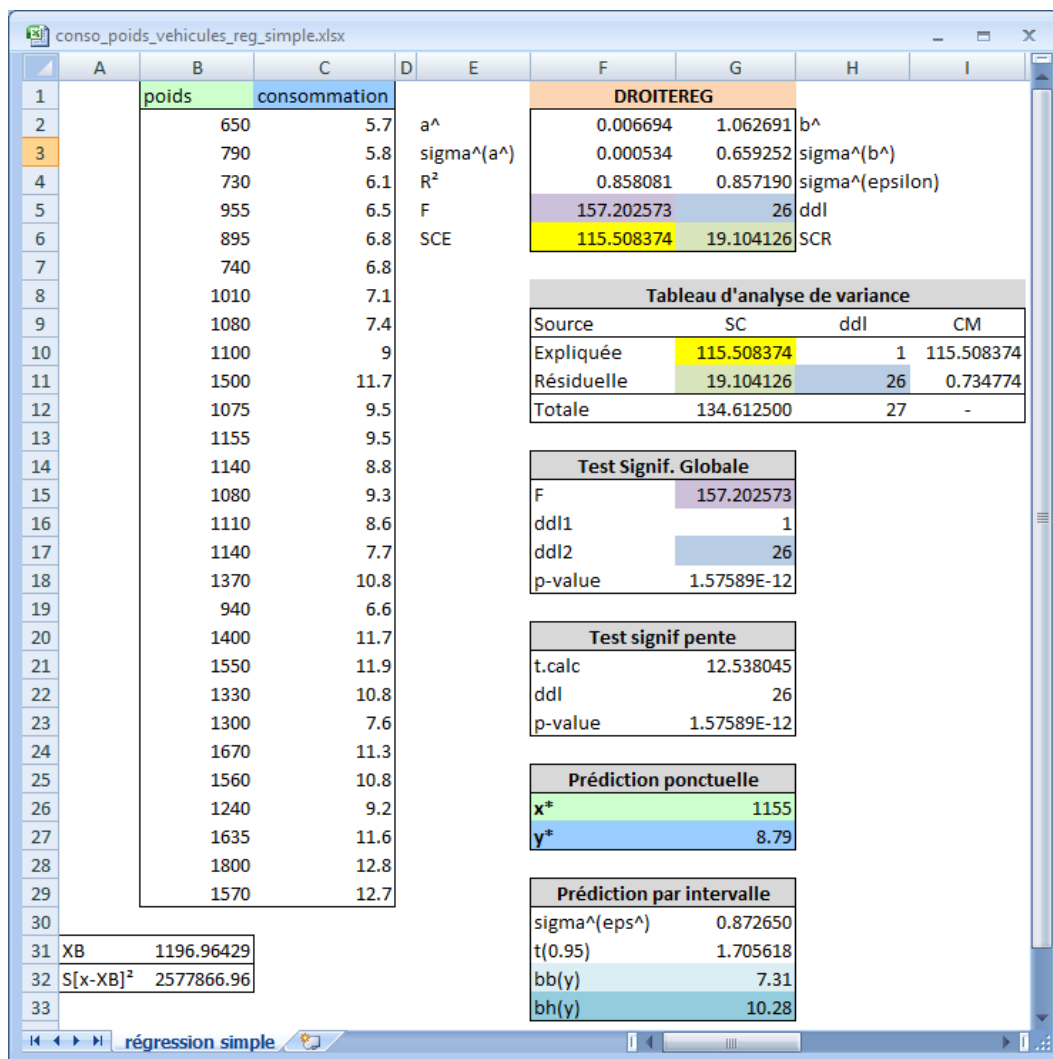 conso_poids_vehicules_reg_simple.xlsx
A B C D E F G H I
1 poids consommation DROITEREG
2 650 5.7 a^ 0.006694 1.062691 b^
3 790 5.8 sigma^(a^) 0.000534 0.659252 sigma^(b^)
4 730 6.1 R² 0.858081 0.857190 sigma^(epsilon)
5 955 6.5 F 157.202573 26 ddl
6 895 6.8 SCE 115.508374 19.104126 SCR
7 740 6.8
8 1010 7.1 Tableau d'analyse de variance
9 1080 7.4 Source SC ddl CM
10 1100 9 Expliquée 115.508374 1 115.508374
11 1500 11.7 Résiduelle 19.104126 26 0.734774
12 1075 9.5 Totale 134.612500 27 -
13 1155 9.5
14 1140 8.8 Test Signif. Globale
15 1080 9.3 F 157.202573
16 1110 8.6 ddl1 1
17 1140 7.7 ddl2 26
18 1370 10.8 p-value 1.57589E-12
19 940 6.6
20 1400 11.7 Test signif pente
21 1550 11.9 t.calc 12.538045
22 1330 10.8 ddl 26
23 1300 7.6 p-value 1.57589E-12
24 1670 11.3
25 1560 10.8 Prédiction ponctuelle
26 1240 9.2 x* 1155
27 1635 11.6 y* 8.79
28 1800 12.8
29 1570 12.7 Prédiction par intervalle
30 sigma^(eps^) 0.872650
31 XB 1196.96429 t(0.95) 1.705618
32 S[x-XB]² 2577866.96 bb(y) 7.31
33 bh(y) 10.28
régression simple